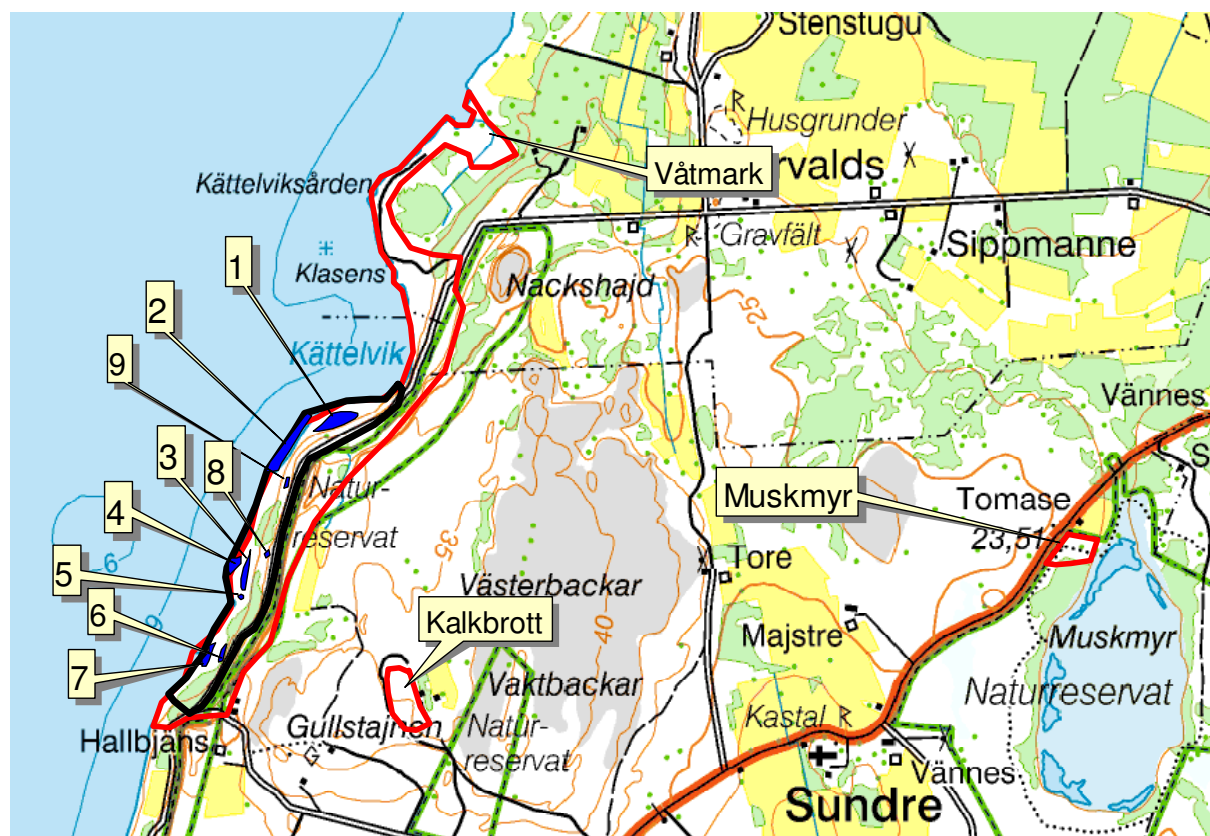 Stenstugu
Husgrunder
Våtmark
rvalds
Kättelviksården
Gravfält
Sippmanne
1
Klasens
Nackshajd
25
2
Kättelvik
9
Vännes
3
8
Natur-
reservat
Muskmyr
Tomase
23,5
4
35
6
5
Västerbackar
Tore
6
Kalkbrott
40
Majstre
Muskmyr
9
7
Vaktbackar
Naturreservat
Hallbjäns
Gullstajnen
Natur-
reservat
Kastal
Vännes
Sundre
R
R
R
G
S